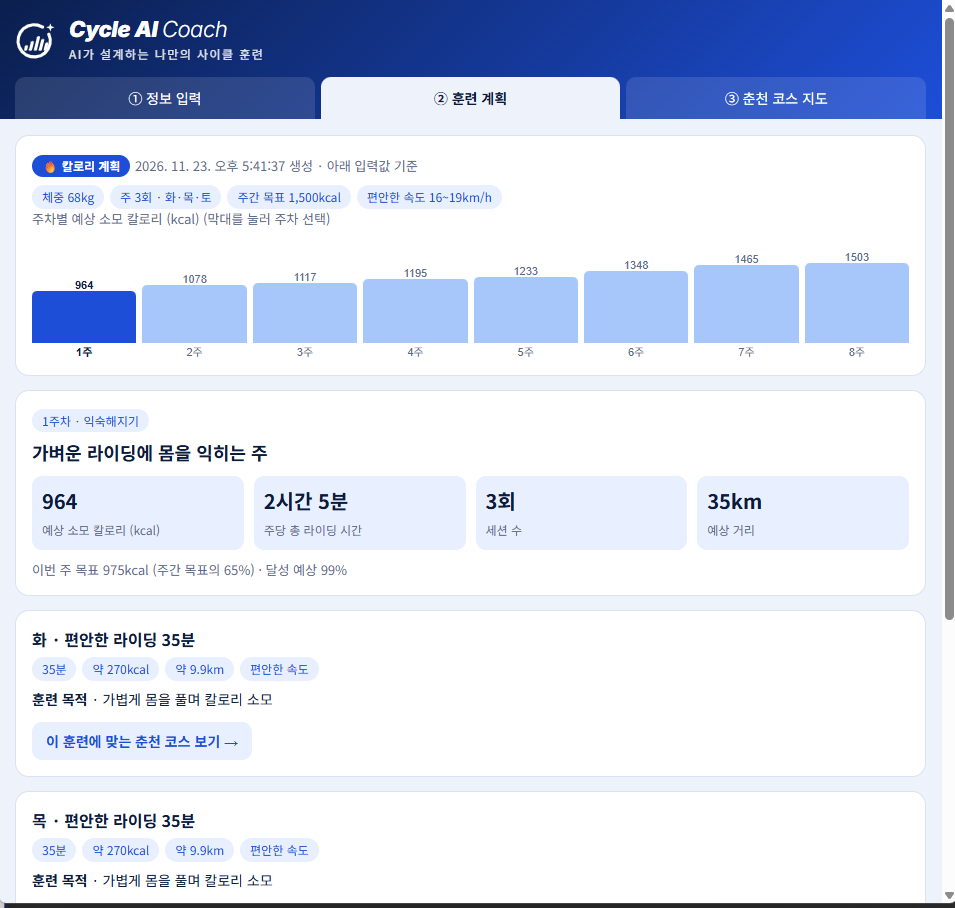 Cycle AI Coach
AI가 설계하는 나만의 사이클 훈련
① 정보 입력
② 훈련 계획
③ 춘천 코스 지도
🔥 칼로리 계획 2026. 11. 23. 오후 5:41:37 생성 · 아래 입력값 기준
체중 68kg 주 3회 · 화·목·토 주간 목표 1,500kcal 편안한 속도 16~19km/h
주차별 예상 소모 칼로리 (kcal) (막대를 눌러 주차 선택)
964 1078 1117 1195 1233 1348 1465 1503
1주 2주 3주 4주 5주 6주 7주 8주
1주차 · 익숙해지기
가벼운 라이딩에 몸을 익히는 주
964
예상 소모 칼로리 (kcal)
2시간 5분
주당 총 라이딩 시간
3회
세션 수
35km
예상 거리
이번 주 목표 975kcal (주간 목표의 65%) · 달성 예상 99%
화 · 편안한 라이딩 35분
35분 약 270kcal 약 9.9km 편안한 속도
훈련 목적 · 가볍게 몸을 풀며 칼로리 소모
이 훈련에 맞는 춘천 코스 보기 →
목 · 편안한 라이딩 35분
35분 약 270kcal 약 9.9km 편안한 속도
훈련 목적 · 가볍게 몸을 풀며 칼로리 소모